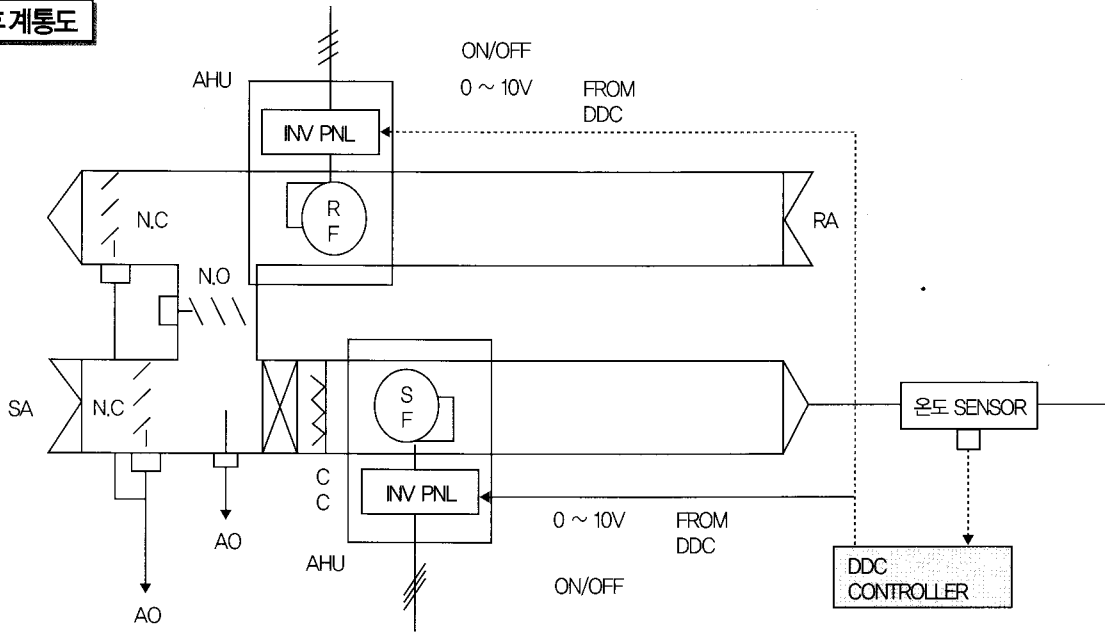 후 계통도
ON/OFF
AHU
0 ~ 10V
FROM
DDC
INV PNL
R
F
N.C
RA
N.O
S
F
SA
N.C
온도 SENSOR
C
C
INV PNL
0 ~ 10V
FROM
DDC
AO
AHU
ON/OFF
DDC
CONTROLLER
AO